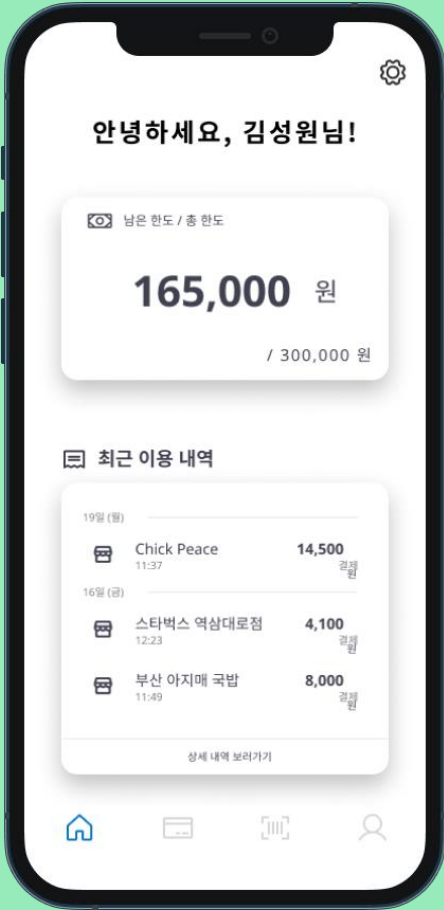 안녕하세요, 김성원님!
남은 한도 / 총 한도
165,000 원
/ 300,000 원
최근 이용 내역
19일 (월)
Chick Peace 14,500
11:37 결제
원
16일 (금)
스타벅스 역삼대로점 4,100
12:23 결제
원
부산 아지매 국밥 8,000
11:49 결제
원
상세 내역 보러가기